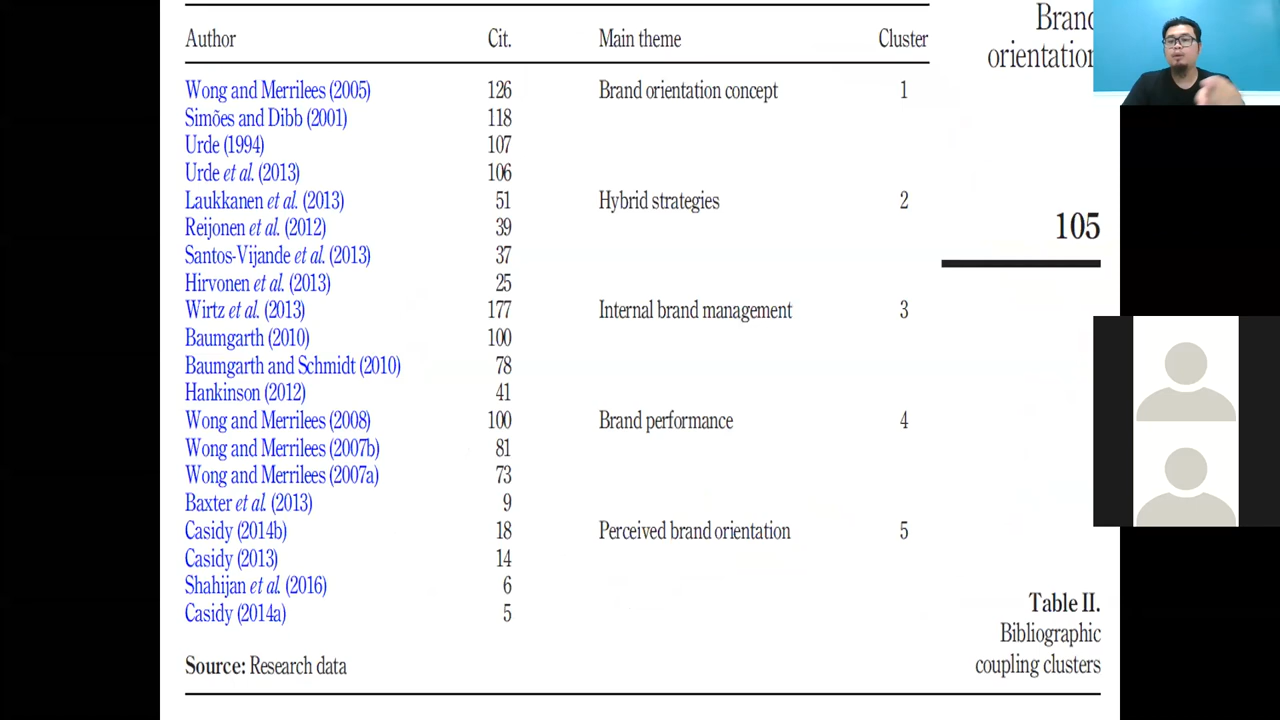 Brand
orientation
Author Cit. Main theme Cluster
Wong and Merrilees (2005) 126 Brand orientation concept 1
Simões and Dibb (2001) 118
Urde (1994) 107
Urde et al. (2013) 106
Laukkanen et al. (2013) 51 Hybrid strategies 2
Reijonen et al. (2012) 39
Santos-Vijande et al. (2013) 37
Hirvonen et al. (2013) 25
Wirtz et al. (2013) 177 Internal brand management 3
Baumgarth (2010) 100
Baumgarth and Schmidt (2010) 78
Hankinson (2012) 41
Wong and Merrilees (2008) 100 Brand performance 4
Wong and Merrilees (2007b) 81
Wong and Merrilees (2007a) 73
Baxter et al. (2013) 9
Casidy (2014b) 18 Perceived brand orientation 5
Casidy (2013) 14
Shahijan et al. (2016) 6
Casidy (2014a) 5
Source: Research data
105
Table II.
Bibliographic
coupling clusters